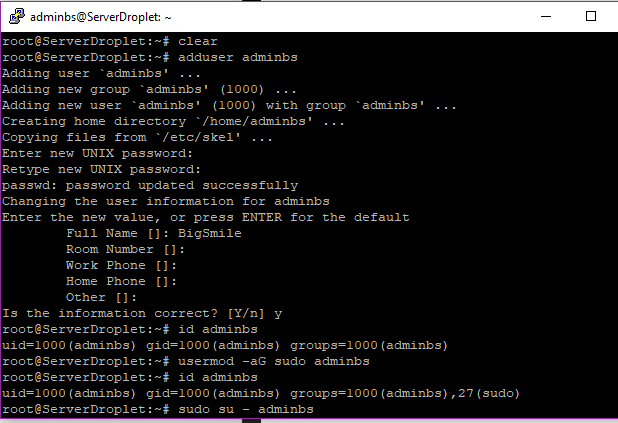 adminbs@ServerDroplet: ~
root@ServerDroplet:~# clear
root@ServerDroplet:~# adduser adminbs
Adding user `adminbs' ...
Adding new group `adminbs' (1000) ...
Adding new user `adminbs' (1000) with group `adminbs' ...
Creating home directory `/home/adminbs' ...
Copying files from `/etc/skel' ...
Enter new UNIX password:
Retype new UNIX password:
passwd: password updated successfully
Changing the user information for adminbs
Enter the new value, or press ENTER for the default
        Full Name []: BigSmile
        Room Number []:
        Work Phone []:
        Home Phone []:
        Other []:
Is the information correct? [Y/n] y
root@ServerDroplet:~# id adminbs
uid=1000(adminbs) gid=1000(adminbs) groups=1000(adminbs)
root@ServerDroplet:~# usermod -aG sudo adminbs
root@ServerDroplet:~# id adminbs
uid=1000(adminbs) gid=1000(adminbs) groups=1000(adminbs),27(sudo)
root@ServerDroplet:~# sudo su - adminbs